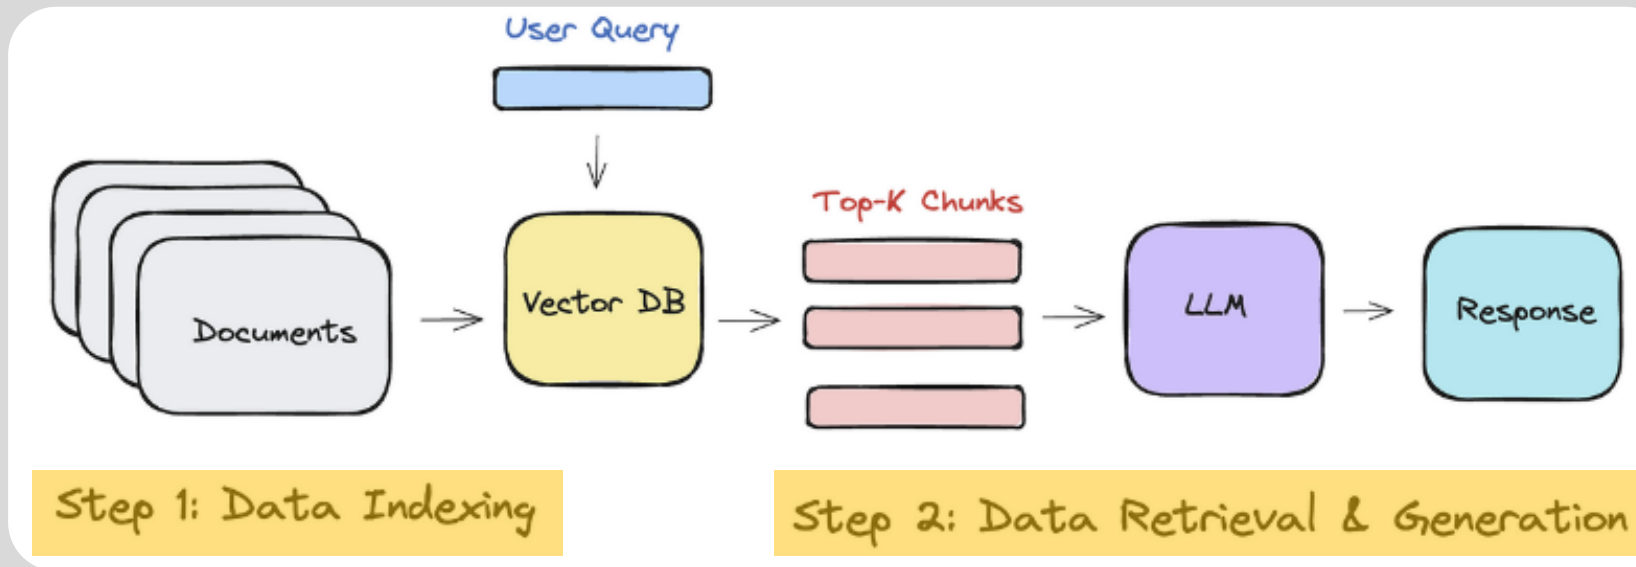 User Query
Top-K Chunks
Documents
Vector DB
LLM
Response
Step 1: Data Indexing
Step 2: Data Retrieval & Generation